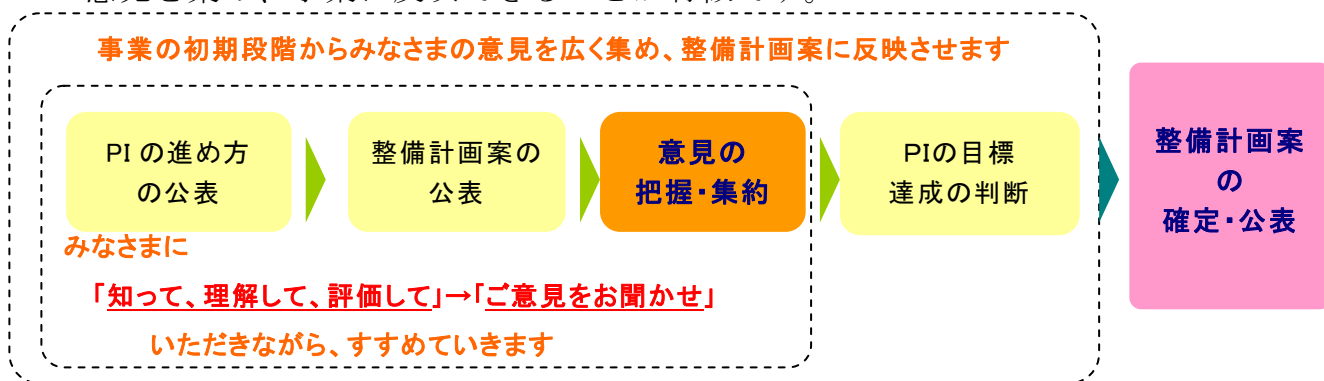 事業の初期段階からみなさまの意見を広く集め、整備計画案に反映させます
PI の進め方
の公表
整備計画案の
公表
意見の
把握・集約
PIの目標
達成の判断
整備計画案
の
確定・公表
みなさまに
「知って、理解して、評価して」→「ご意見をお聞かせ」
いただきながら、すすめていきます